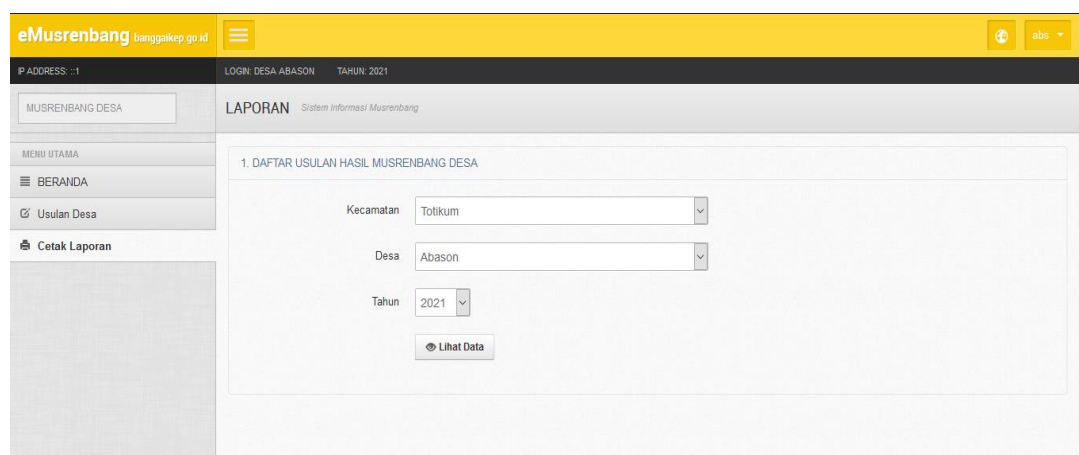 eMusrenbang banggaikep.go.id
abs
IP ADDRESS: ::1
LOGIN: DESA ABASON TAHUN: 2021
MUSRENBANG DESA
LAPORAN Sistem Informasi Musrenbang
MENU UTAMA
BERANDA
Usulan Desa
Cetak Laporan
1. DAFTAR USULAN HASIL MUSRENBANG DESA
Kecamatan Totikum
Desa Abason
Tahun 2021
Lihat Data